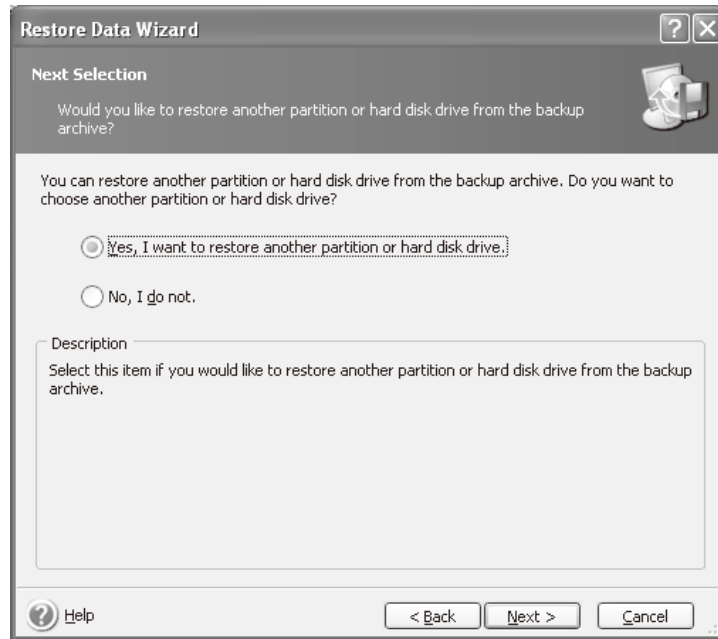 Restore Data Wizard
Next Selection
Would you like to restore another partition or hard disk drive from the backup
archive?
You can restore another partition or hard disk drive from the backup archive. Do you want to
choose another partition or hard disk drive?
Yes, I want to restore another partition or hard disk drive.
No, I do not.
Description
Select this item if you would like to restore another partition or hard disk drive from the backup
archive.
? Help
< Back
Next >
Cancel